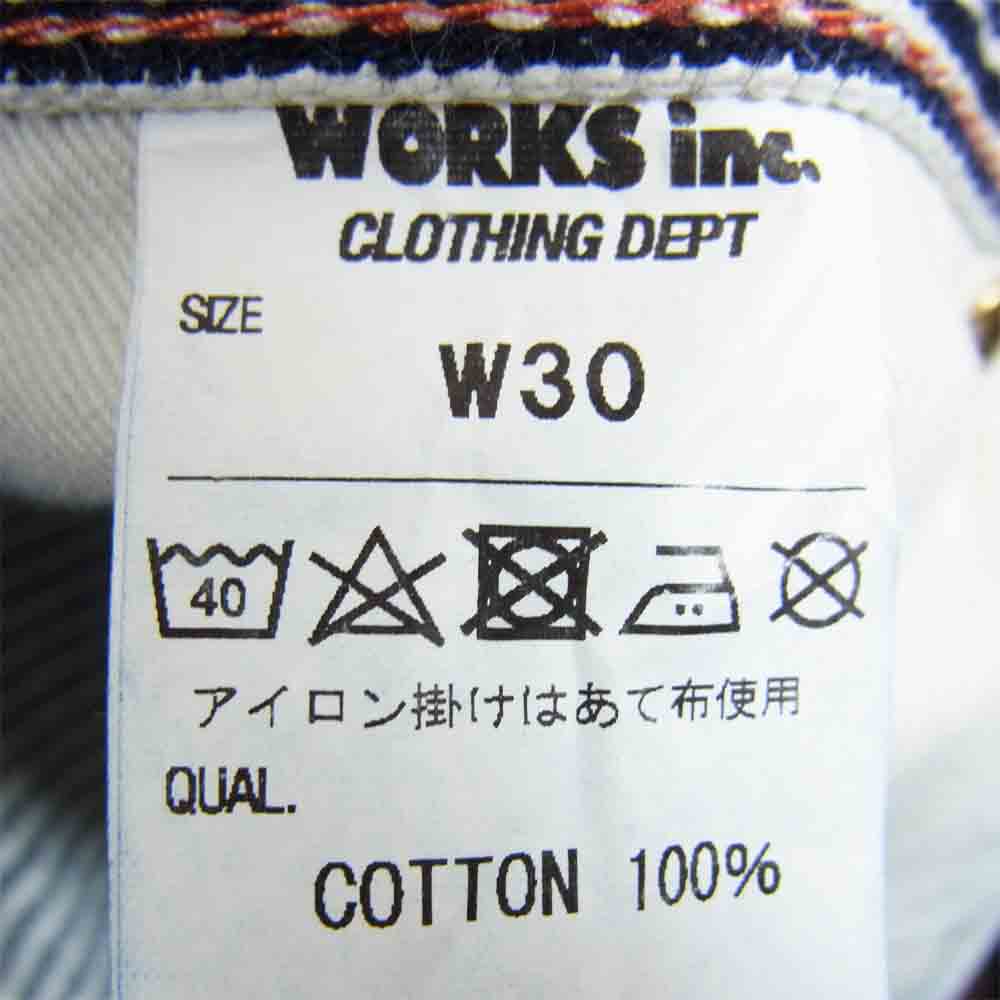 WORKS inc.
CLOTHING DEPT
SIZE
W30
40
アイロン掛けはあて布使用
QUAL.
COTTON 100%